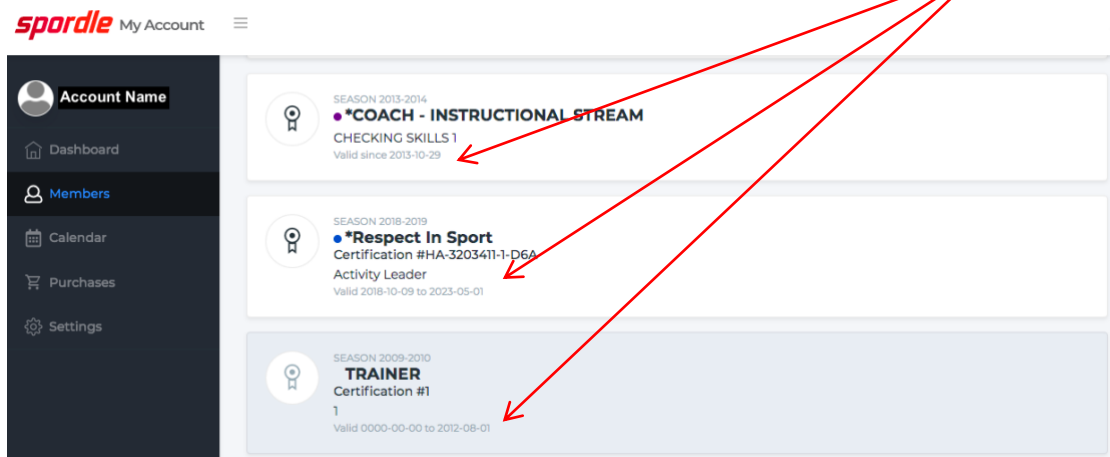 spordle My Account
Account Name
Dashboard
Members
Calendar
Purchases
Settings
SEASON 2013-2014
*COACH - INSTRUCTIONAL STREAM
CHECKING SKILLS 1
Valid since 2013-10-29
SEASON 2018-2019
*Respect In Sport
Certification #HA-3203411-1-D6A
Activity Leader
Valid 2018-10-09 to 2023-05-01
SEASON 2009-2010
TRAINER
Certification #1
1
Valid 0000-00-00 to 2012-08-01